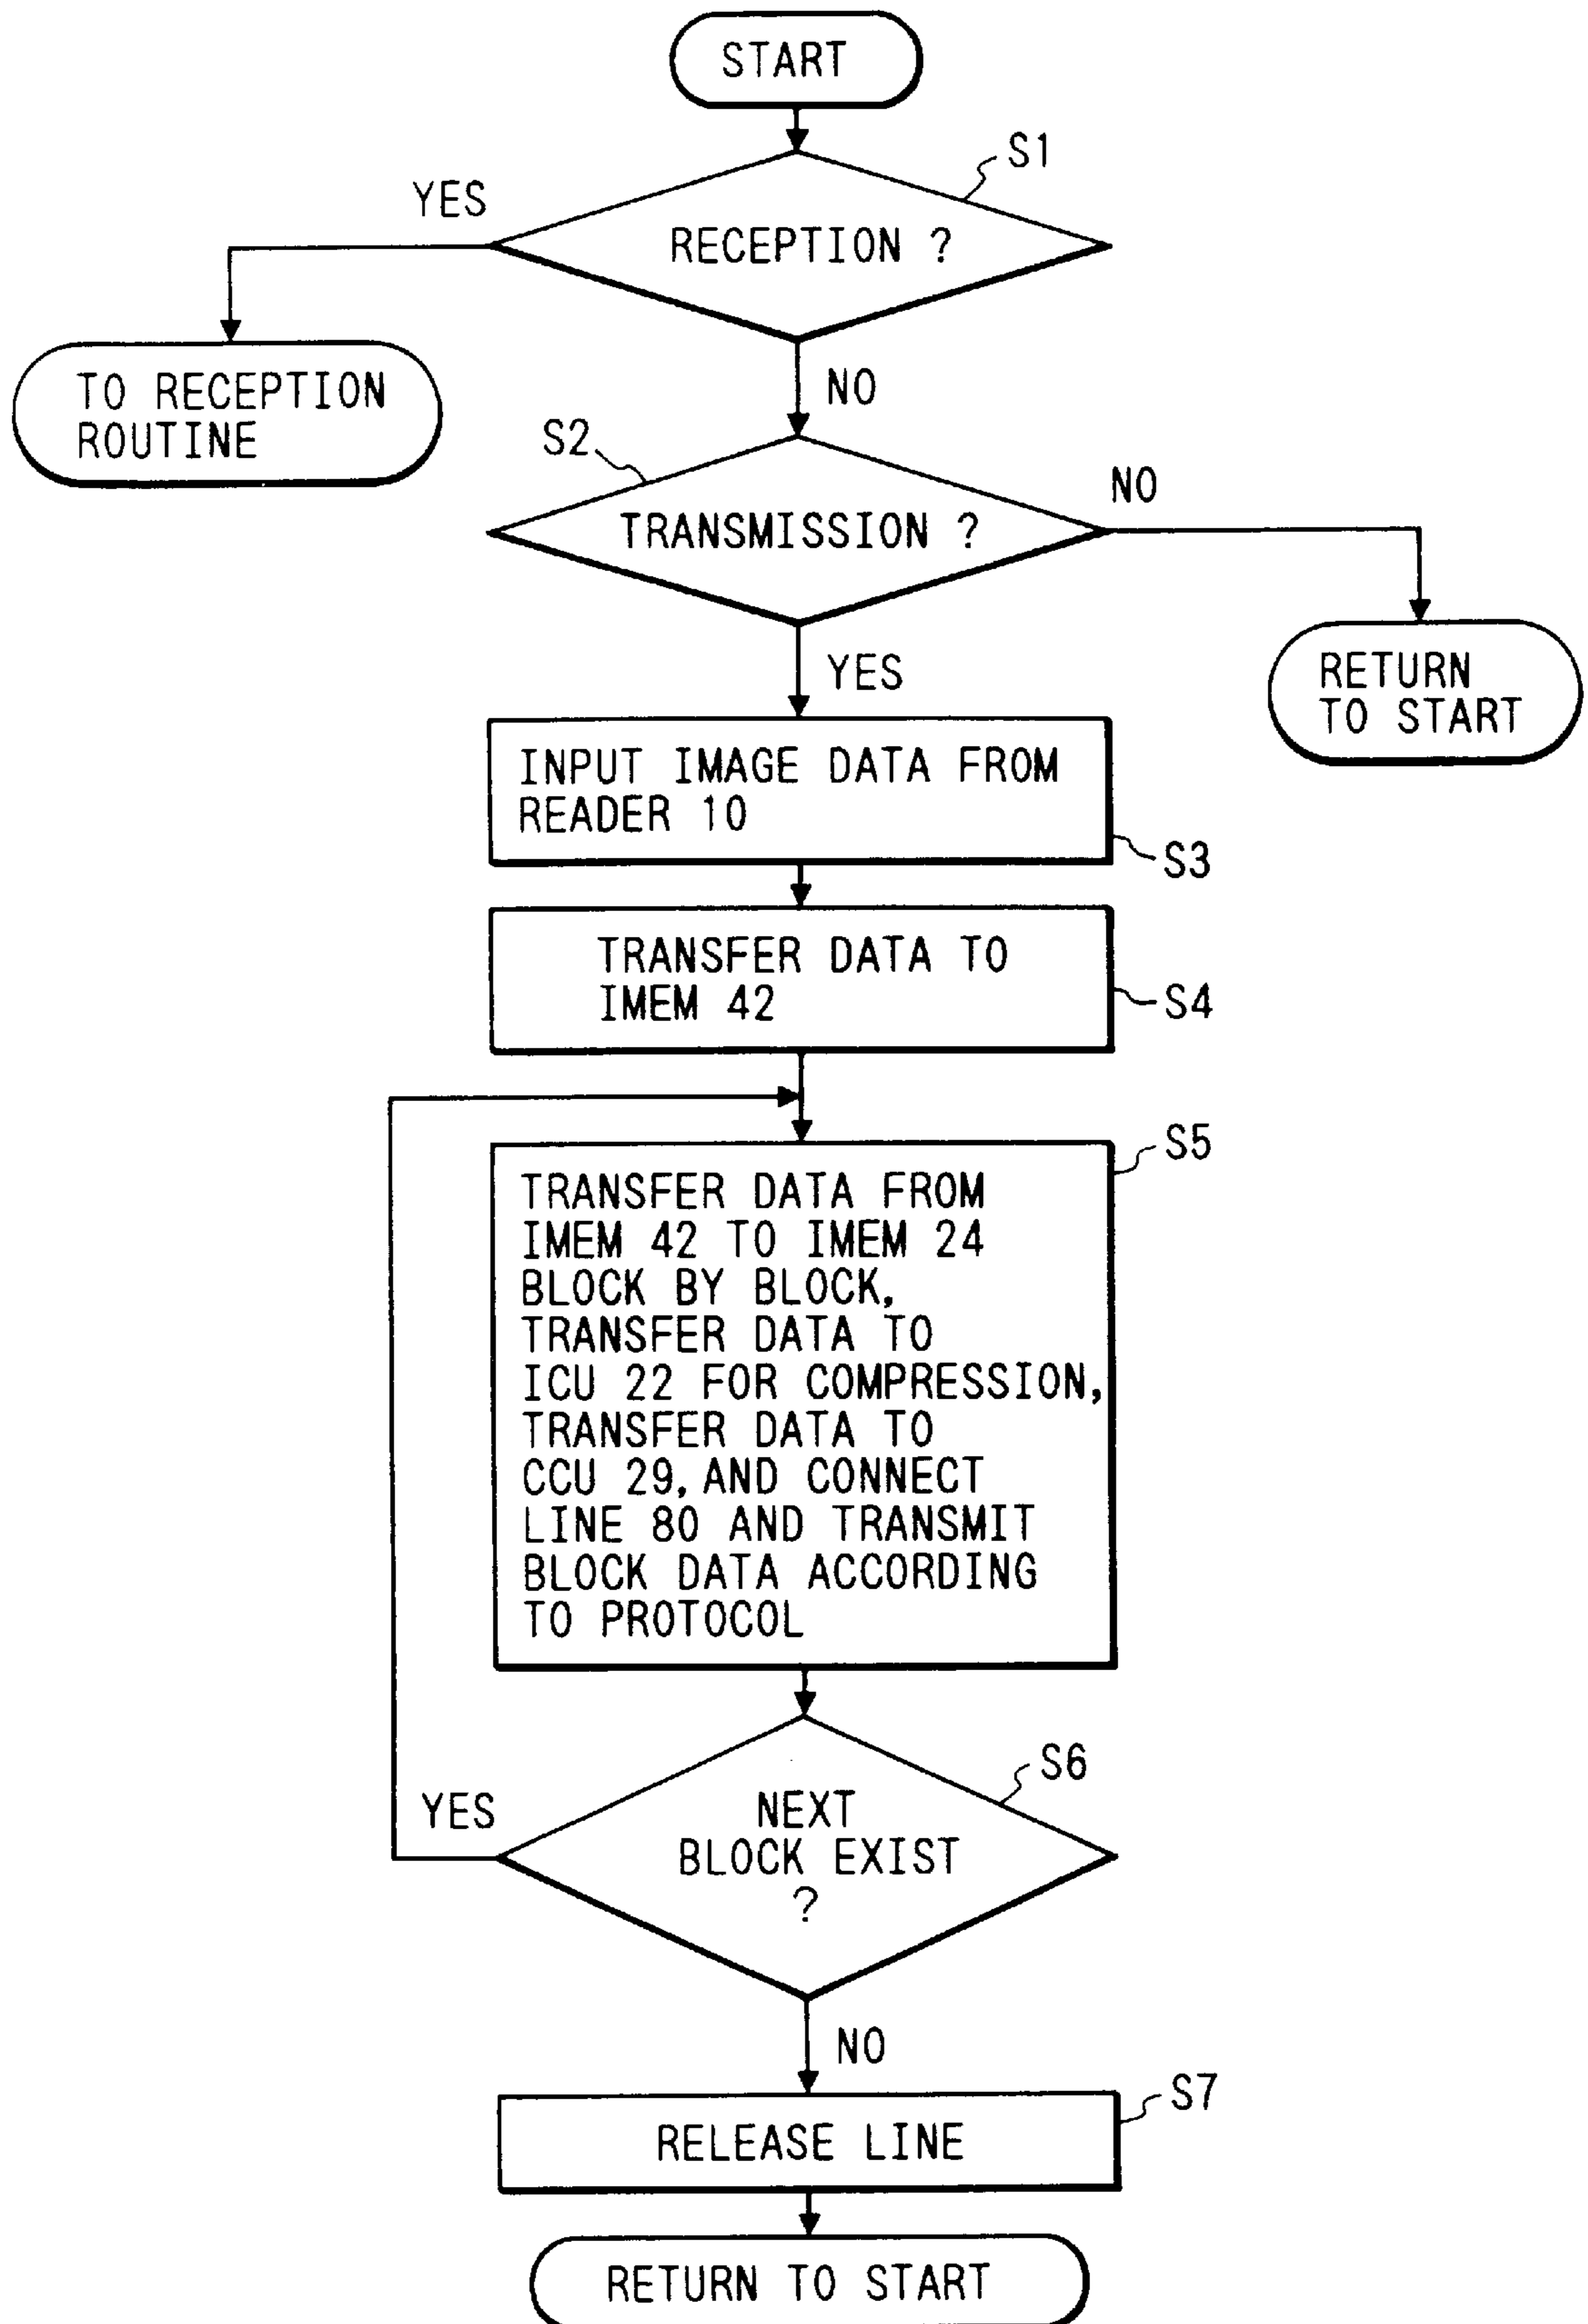 START
S1
YES
RECEPTION ?
TO RECEPTION
ROUTINE
NO
S2
NO
TRANSMISSION ?
YES
RETURN
TO START
INPUT IMAGE DATA FROM
READER 10
S3
TRANSFER DATA TO
IMEM 42
S4
S5
TRANSFER DATA FROM
IMEM 42 TO IMEM 24
BLOCK BY BLOCK,
TRANSFER DATA TO
ICU 22 FOR COMPRESSION,
TRANSFER DATA TO
CCU 29, AND CONNECT
LINE 80 AND TRANSMIT
BLOCK DATA ACCORDING
TO PROTOCOL
S6
YES
NEXT
BLOCK EXIST
?
NO
S7
RELEASE LINE
RETURN TO START